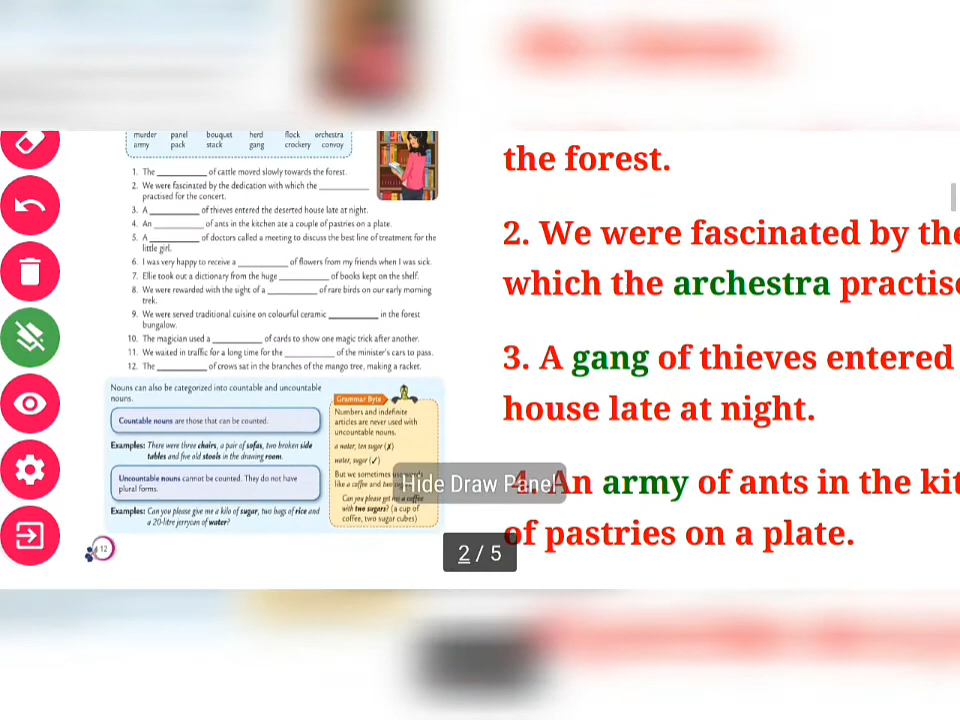 murder panel bouquet herd flock orchestra
army pack stack gang crockery convoy
1. The __________ of cattle moved slowly towards the forest.
2. We were fascinated by the dedication with which the __________
practised for the concert.
3. A __________ of thieves entered the deserted house late at night.
4. An __________ of ants in the kitchen ate a couple of pastries on a plate.
5. A __________ of doctors called a meeting to discuss the best line of treatment for the
little girl.
6. I was very happy to receive a __________ of flowers from my friends when I was sick.
7. Ellie took out a dictionary from the huge __________ of books kept on the shelf.
8. We were rewarded with the sight of a __________ of rare birds on our early morning
trek.
9. We were served traditional cuisine on colourful ceramic __________ in the forest
bungalow.
10. The magician used a __________ of cards to show one magic trick after another.
11. We waited in traffic for a long time for the __________ of the minister's cars to pass.
12. The __________ of crows sat in the branches of the mango tree, making a racket.
Nouns can also be categorized into countable and uncountable
nouns.
Countable nouns are those that can be counted.
Examples: There were three chairs, a pair of sofas, two broken side
tables and five old stools in the drawing room.
Uncountable nouns cannot be counted. They do not have
plural forms.
Examples: Can you please give me a kilo of sugar, two bags of rice and
a 20-litre jerrycan of water?
Grammar Byte
Numbers and indefinite
articles are never used with
uncountable nouns.
a water, ten sugar (✗)
water, sugar (✓)
But we sometimes use
like a coffee and two
Can you please get me a coffee
with two sugars? (a cup of
coffee, two sugar cubes)
12
Hide Draw Panel
2 / 5
the forest.
2. We were fascinated by the
which the archestra practis
3. A gang of thieves entered
house late at night.
4. An army of ants in the kit
of pastries on a plate.